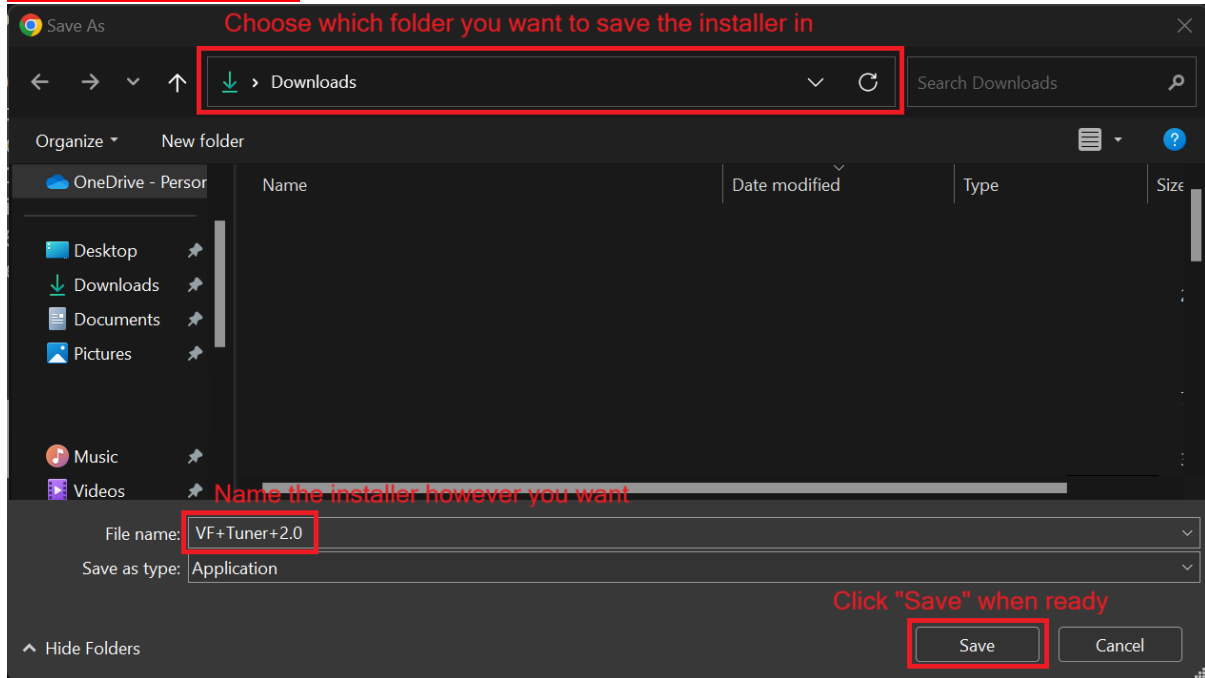 Save As
Choose which folder you want to save the installer in
Downloads
Search Downloads
Organize
New folder
OneDrive - Person
Name
Date modified
Type
Size
Desktop
Downloads
Documents
Pictures
Music
Videos
Name the installer however you want
File name:
VF+Tuner+2.0
Save as type:
Application
Click "Save" when ready
Hide Folders
Save
Cancel